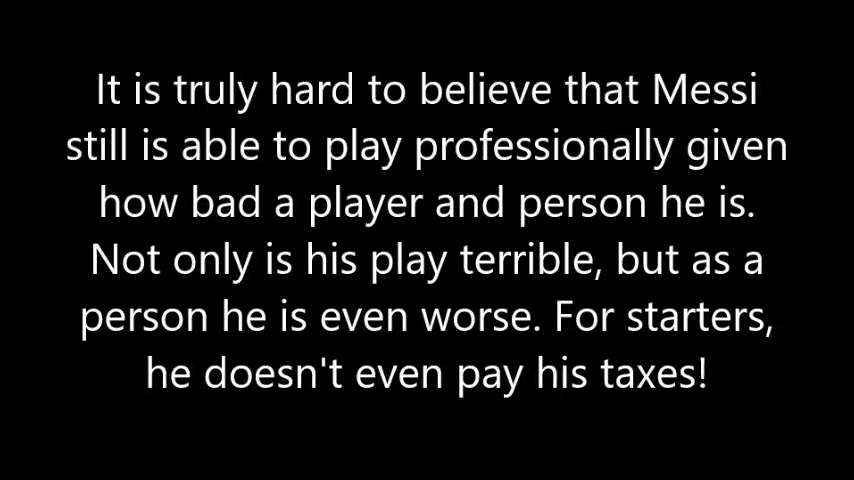 It is truly hard to believe that Messi
still is able to play professionally given
how bad a player and person he is.
Not only is his play terrible, but as a
person he is even worse. For starters,
he doesn't even pay his taxes!